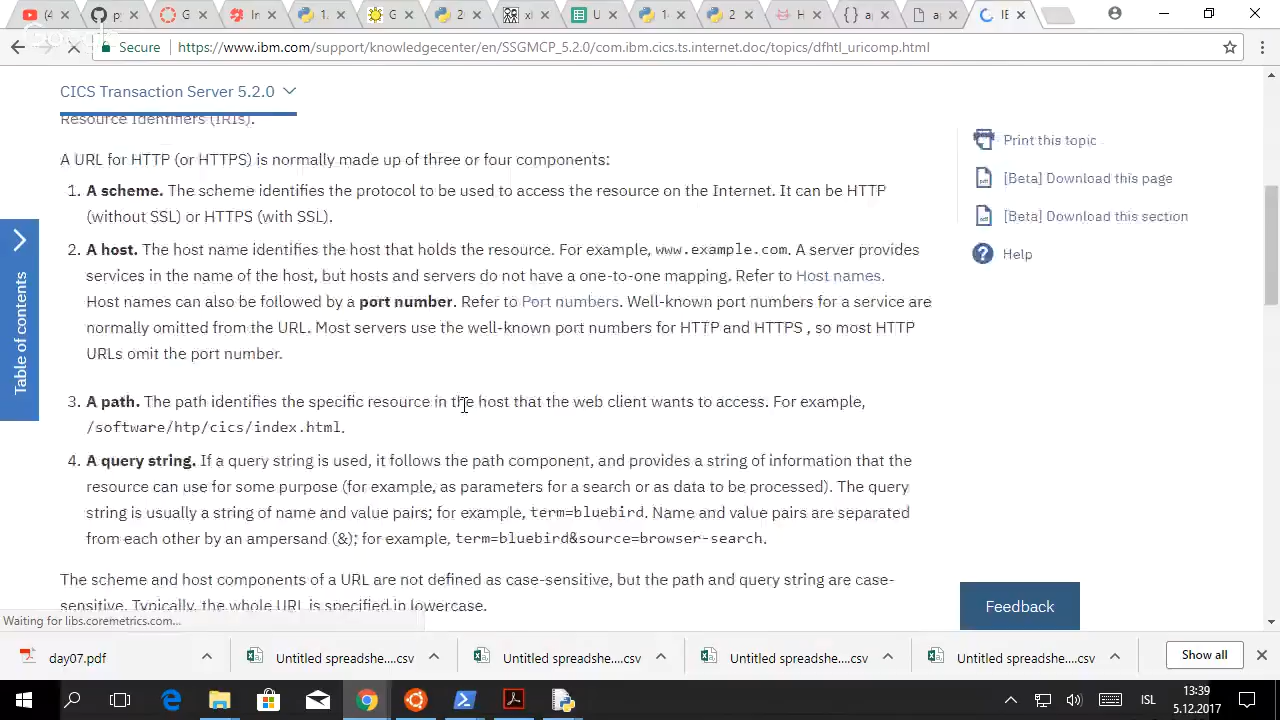 (4
p
G
In
1.
G
2
xl
U
1
p
H
a
a
IE
Google
Secure
https://www.ibm.com/support/knowledgecenter/en/SSGMCP_5.2.0/com.ibm.cics.ts.internet.doc/topics/dfhtl_uricomp.html
CICS Transaction Server 5.2.0
Resource Identifiers (IRIs).
A URL for HTTP (or HTTPS) is normally made up of three or four components:
1. A scheme. The scheme identifies the protocol to be used to access the resource on the Internet. It can be HTTP
(without SSL) or HTTPS (with SSL).
2. A host. The host name identifies the host that holds the resource. For example, www.example.com. A server provides
services in the name of the host, but hosts and servers do not have a one-to-one mapping. Refer to Host names.
Host names can also be followed by a port number. Refer to Port numbers. Well-known port numbers for a service are
normally omitted from the URL. Most servers use the well-known port numbers for HTTP and HTTPS , so most HTTP
URLs omit the port number.
3. A path. The path identifies the specific resource in the host that the web client wants to access. For example,
/software/htp/cics/index.html.
4. A query string. If a query string is used, it follows the path component, and provides a string of information that the
resource can use for some purpose (for example, as parameters for a search or as data to be processed). The query
string is usually a string of name and value pairs; for example, term=bluebird. Name and value pairs are separated
from each other by an ampersand (&); for example, term=bluebird&source=browser-search.
The scheme and host components of a URL are not defined as case-sensitive, but the path and query string are case-
sensitive. Typically, the whole URL is specified in lowercase.
Print this topic
[Beta] Download this page
[Beta] Download this section
Help
Table of contents
Feedback
Waiting for libs.coremetrics.com...
day07.pdf
Untitled spreadshe....csv
Untitled spreadshe....csv
Untitled spreadshe....csv
Untitled spreadshe....csv
Show all
ISL
13:39
5.12.2017